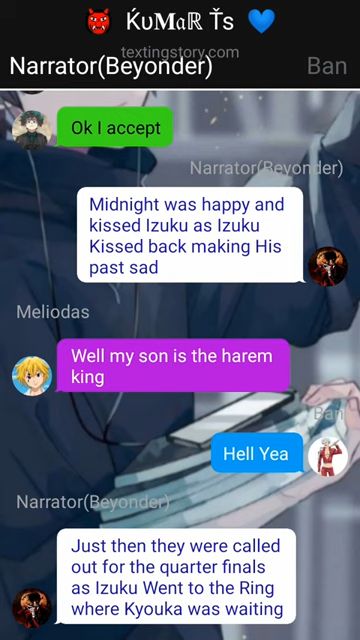 👹 ƘυMαℝ Ťs 💙
textingstory.com
Narrator(Beyonder) Ban
Ok I accept
Narrator(Beyonder)
Midnight was happy and
kissed Izuku as Izuku
Kissed back making His
past sad
Meliodas
Well my son is the harem
king
Ban
Hell Yea
Narrator(Beyonder)
Just then they were called
out for the quarter finals
as Izuku Went to the Ring
where Kyouka was waiting